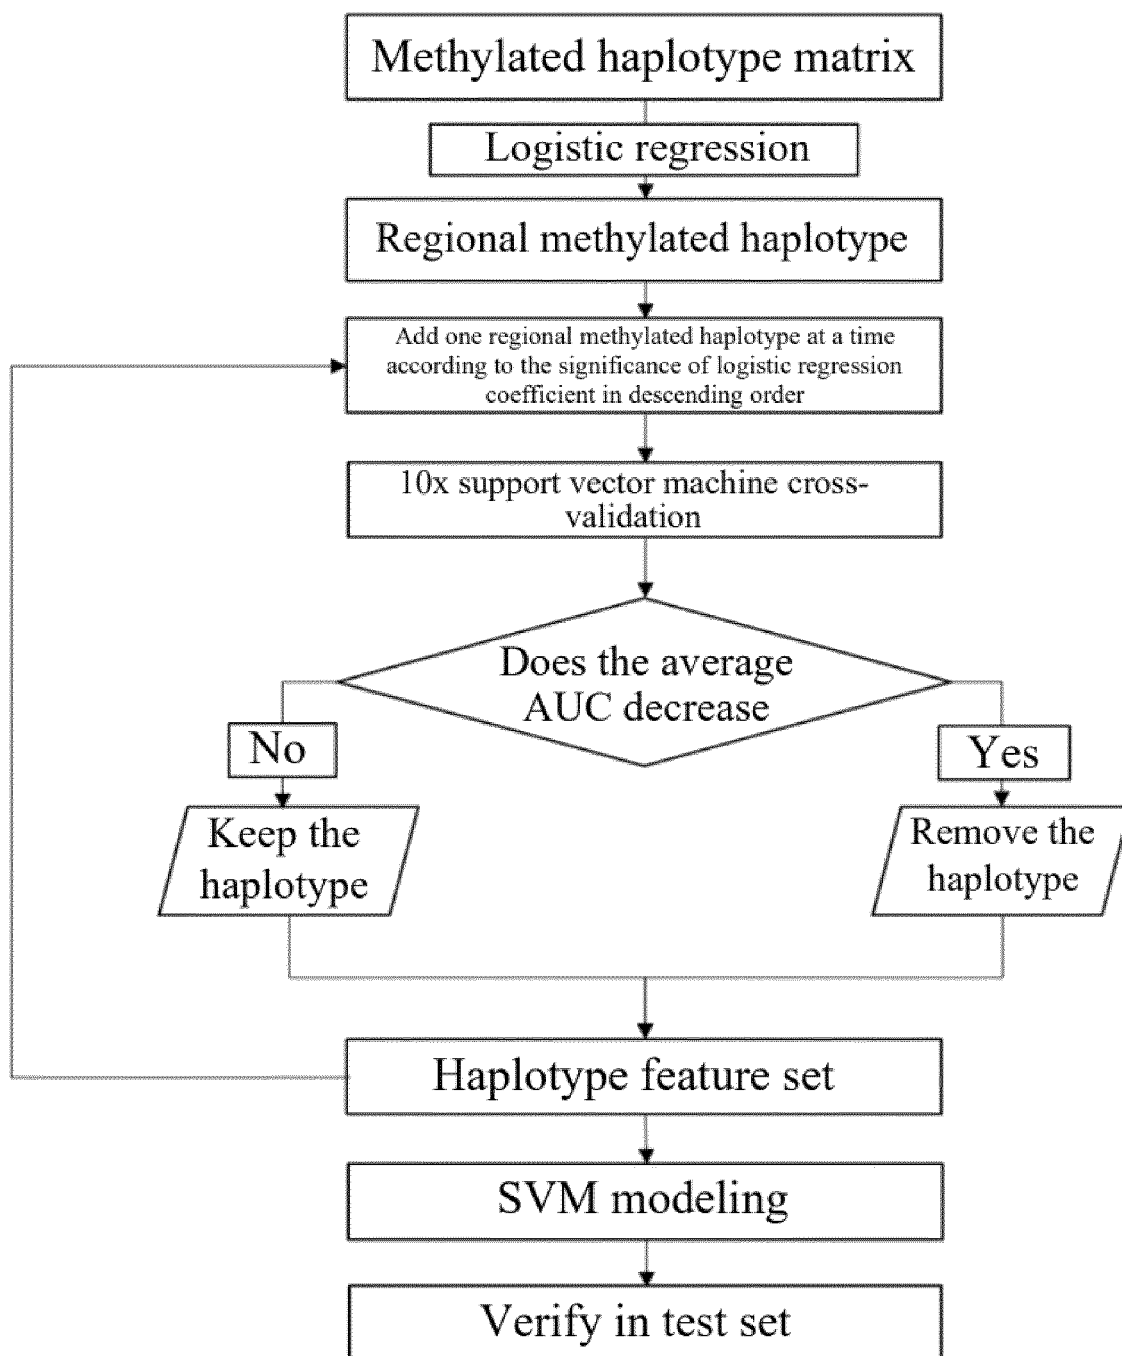 Methylated haplotype matrix
Logistic regression
Regional methylated haplotype
Add one regional methylated haplotype at a time
according to the significance of logistic regression
coefficient in descending order
10x support vector machine cross-
validation
Does the average
AUC decrease
No
Yes
Keep the
haplotype
Remove the
haplotype
Haplotype feature set
SVM modeling
Verify in test set